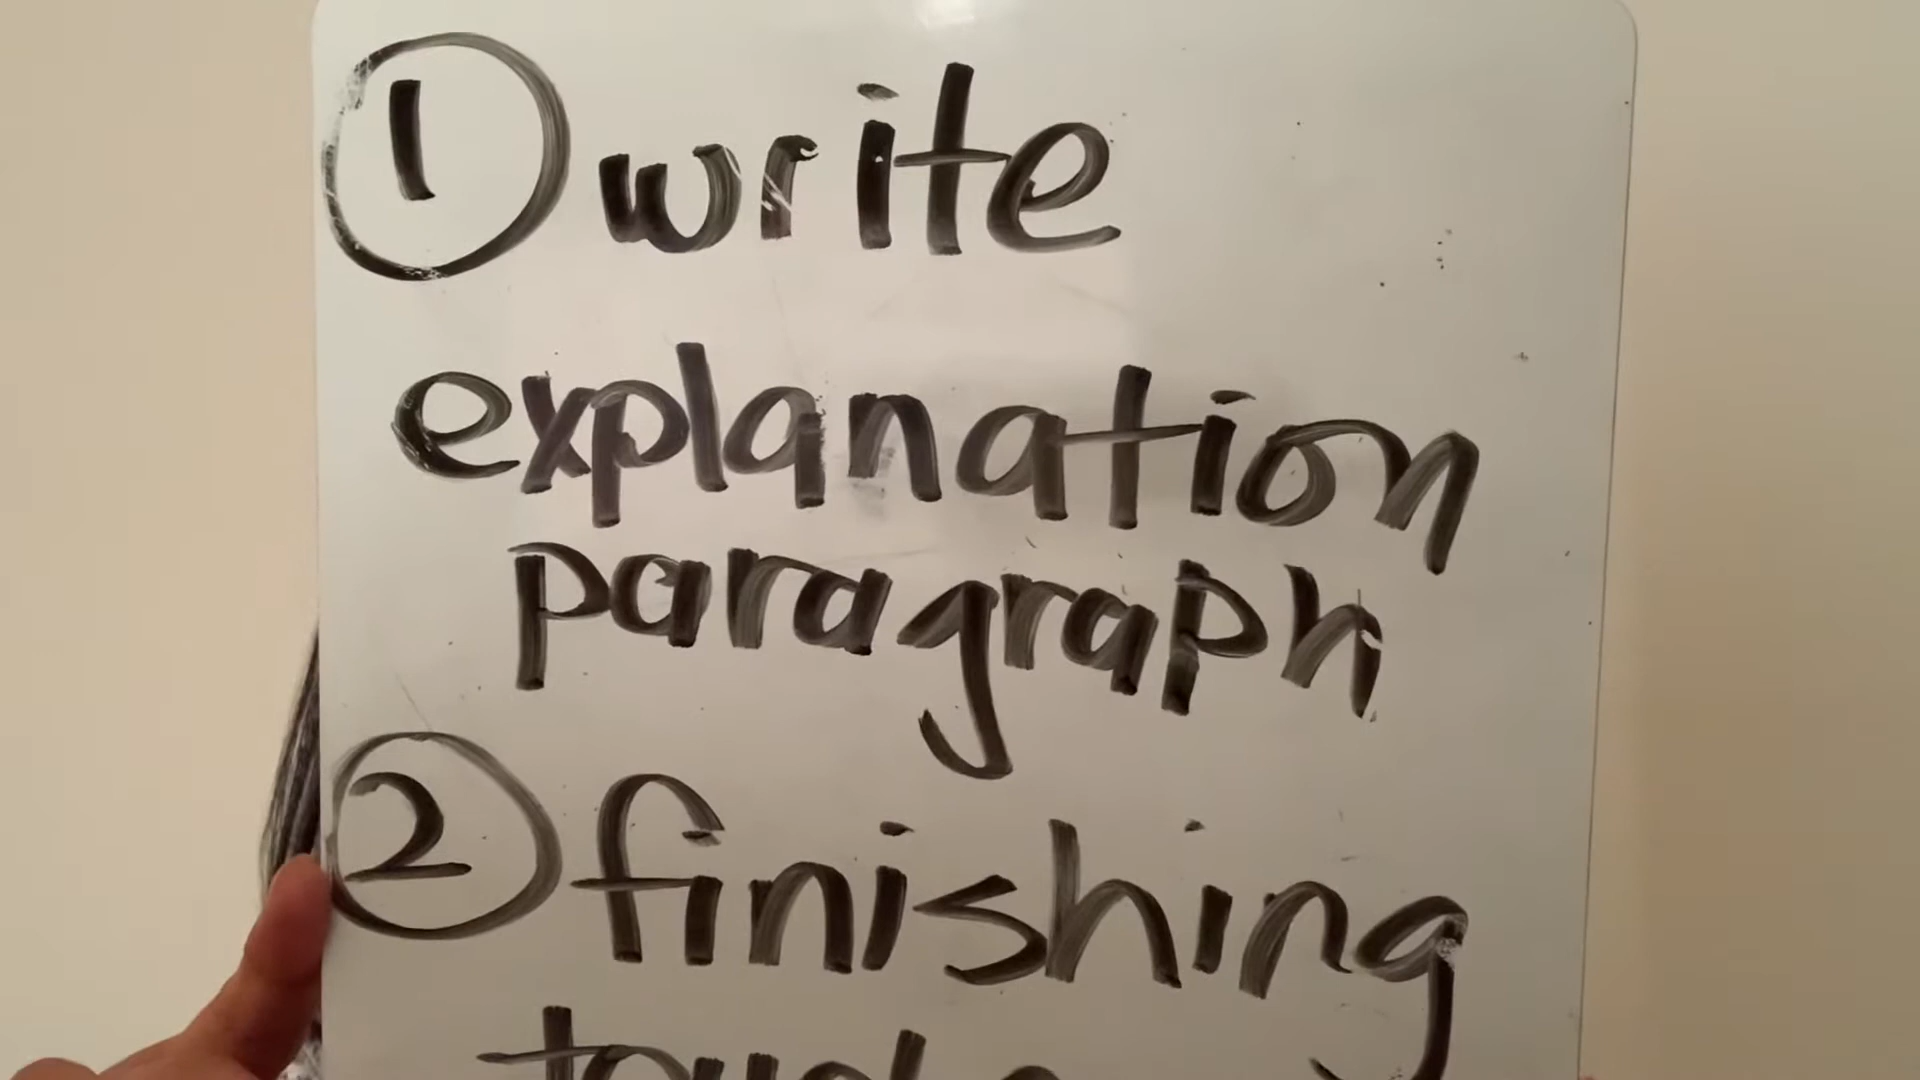 ① write
explanation
paragraph
② finishing